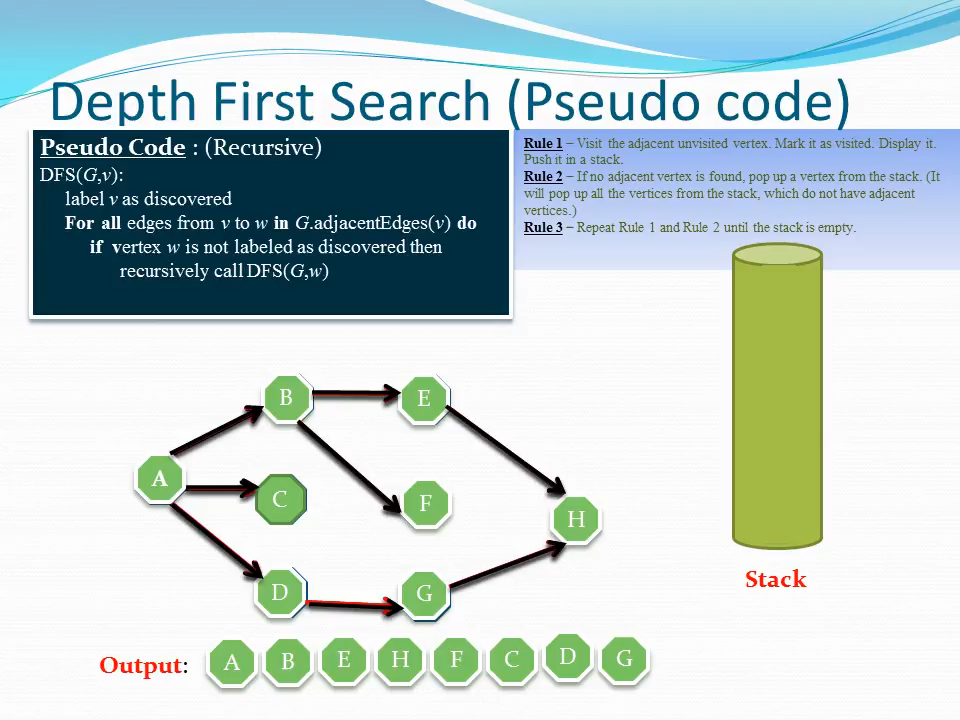 Depth First Search (Pseudo code)
Pseudo Code : (Recursive)
DFS(G,v):
label v as discovered
For all edges from v to w in G.adjacentEdges(v) do
if vertex w is not labeled as discovered then
recursively call DFS(G,w)
Rule 1 – Visit the adjacent unvisited vertex. Mark it as visited. Display it.
Push it in a stack.
Rule 2 – If no adjacent vertex is found, pop up a vertex from the stack. (It
will pop up all the vertices from the stack, which do not have adjacent
vertices.)
Rule 3 – Repeat Rule 1 and Rule 2 until the stack is empty.
B
E
A
C
F
H
D
G
Stack
Output: A B E H F C D G